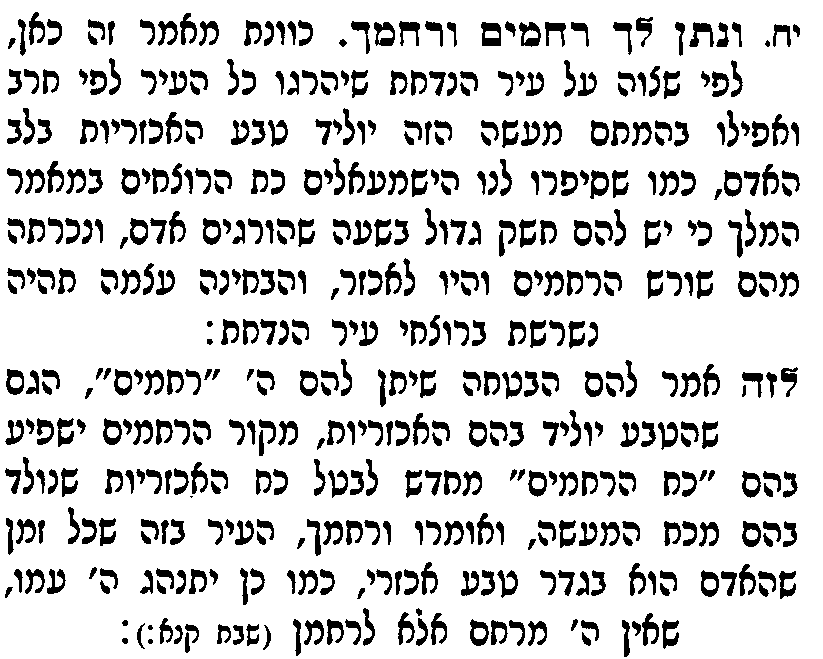 יח. ונתן לך רחמים ורחמך. כוונת מאמר זה כאן,
לפי שצוה על עיר הנדחת שיהרגו כל העיר לפי חרב
ואפילו בהמתם מעשה הזה יוליד טבע האכזריות בלב
האדם, כמו שסיפרו לנו הישמעאלים כת הרוצחים במאמר
המלך כי יש להם חשק גדול בשעה שהורגים אדם, ונכרתה
מהם שורש הרחמים והיו לאכזר, והבחינה עצמה תהיה
נשרשת ברוצחי עיר הנדחת:
לזה אמר להם הבטחה שיתן להם ה' "רחמים", הגם
שהטבע יוליד בהם האכזריות, מקור הרחמים ישפיע
בהם "כח הרחמים" מחדש לבטל כח האכזריות שנולד
בהם מכח המעשה, ואומרו ורחמך, העיר בזה שכל זמן
שהאדם הוא בגדר טבע אכזרי, כמו כן יתנהג ה' עמו,
שאין ה' מרחם אלא לרחמן (שבת קנא:):